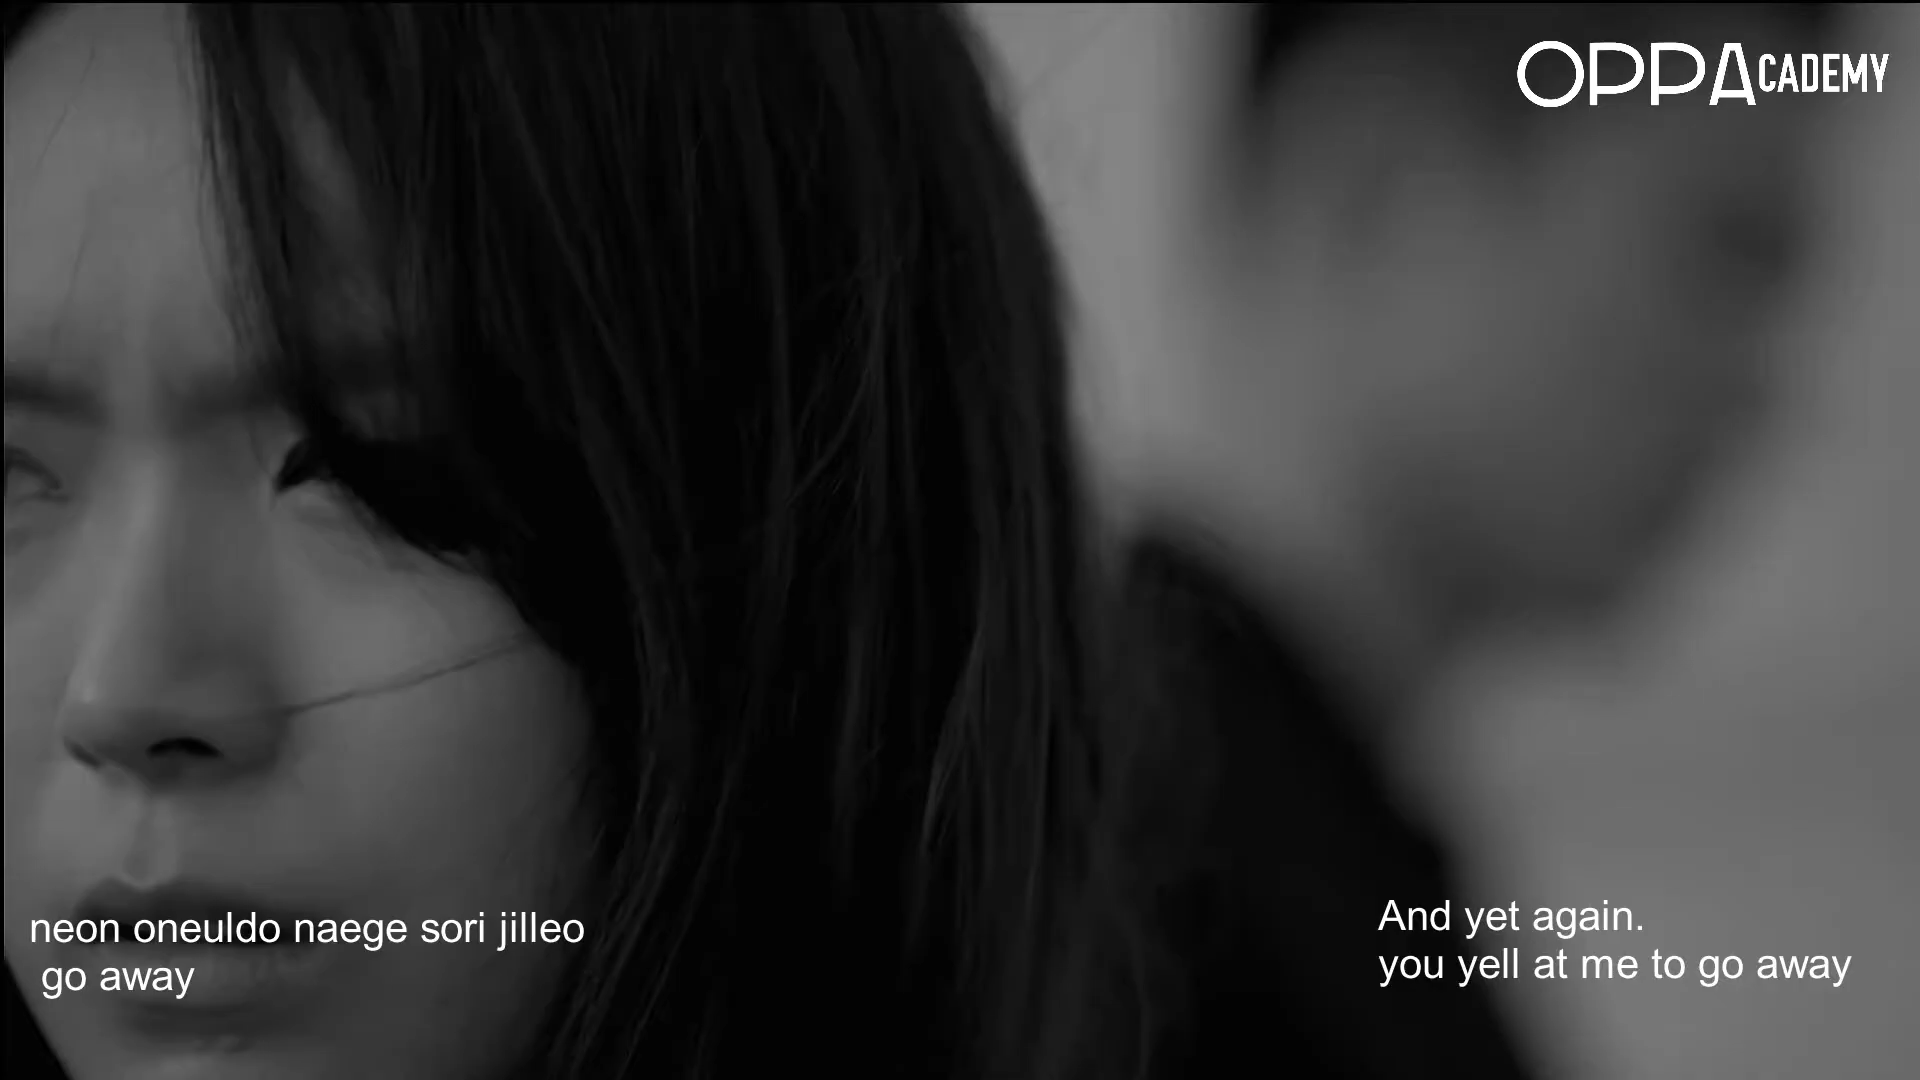 OPPACADEMY
neon oneuldo naege sori jilleo
go away
And yet again.
you yell at me to go away